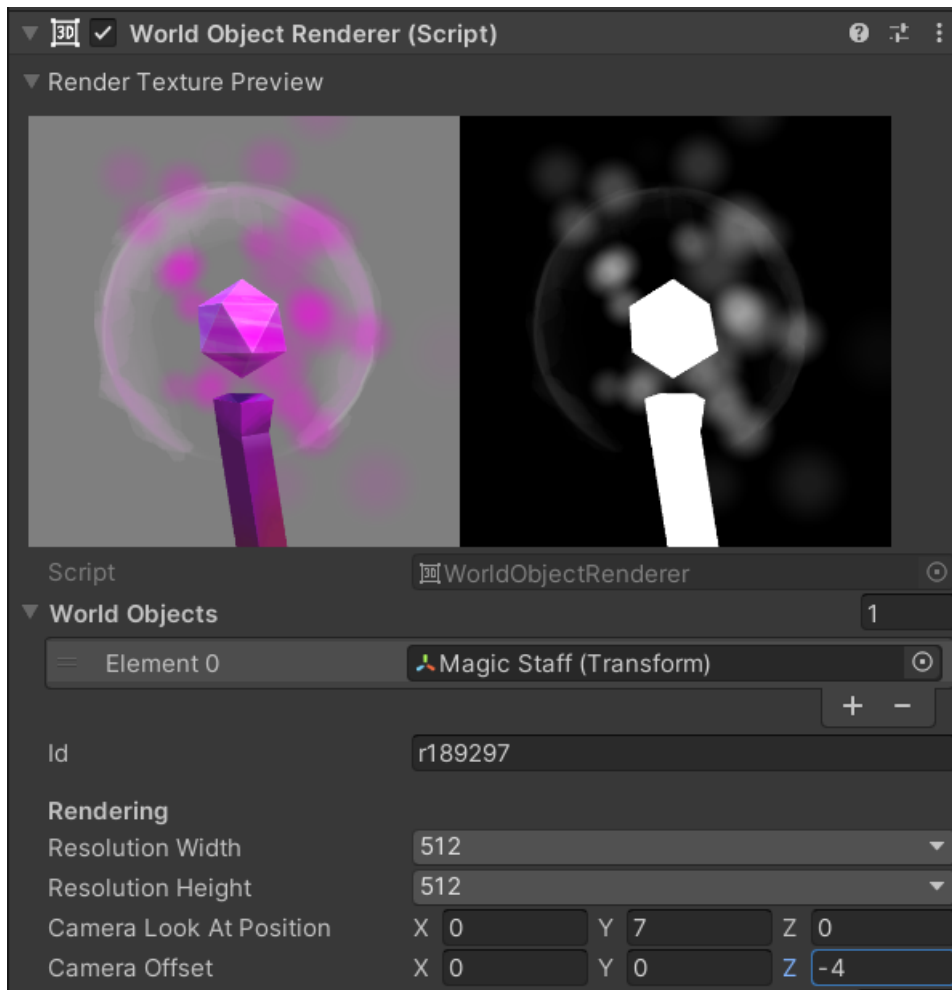 World Object Renderer (Script)
Render Texture Preview
Script WorldObjectRenderer
World Objects 1
Element 0 Magic Staff (Transform)
+ −
Id r189297
Rendering
Resolution Width 512
Resolution Height 512
Camera Look At Position X 0 Y 7 Z 0
Camera Offset X 0 Y 0 Z -4